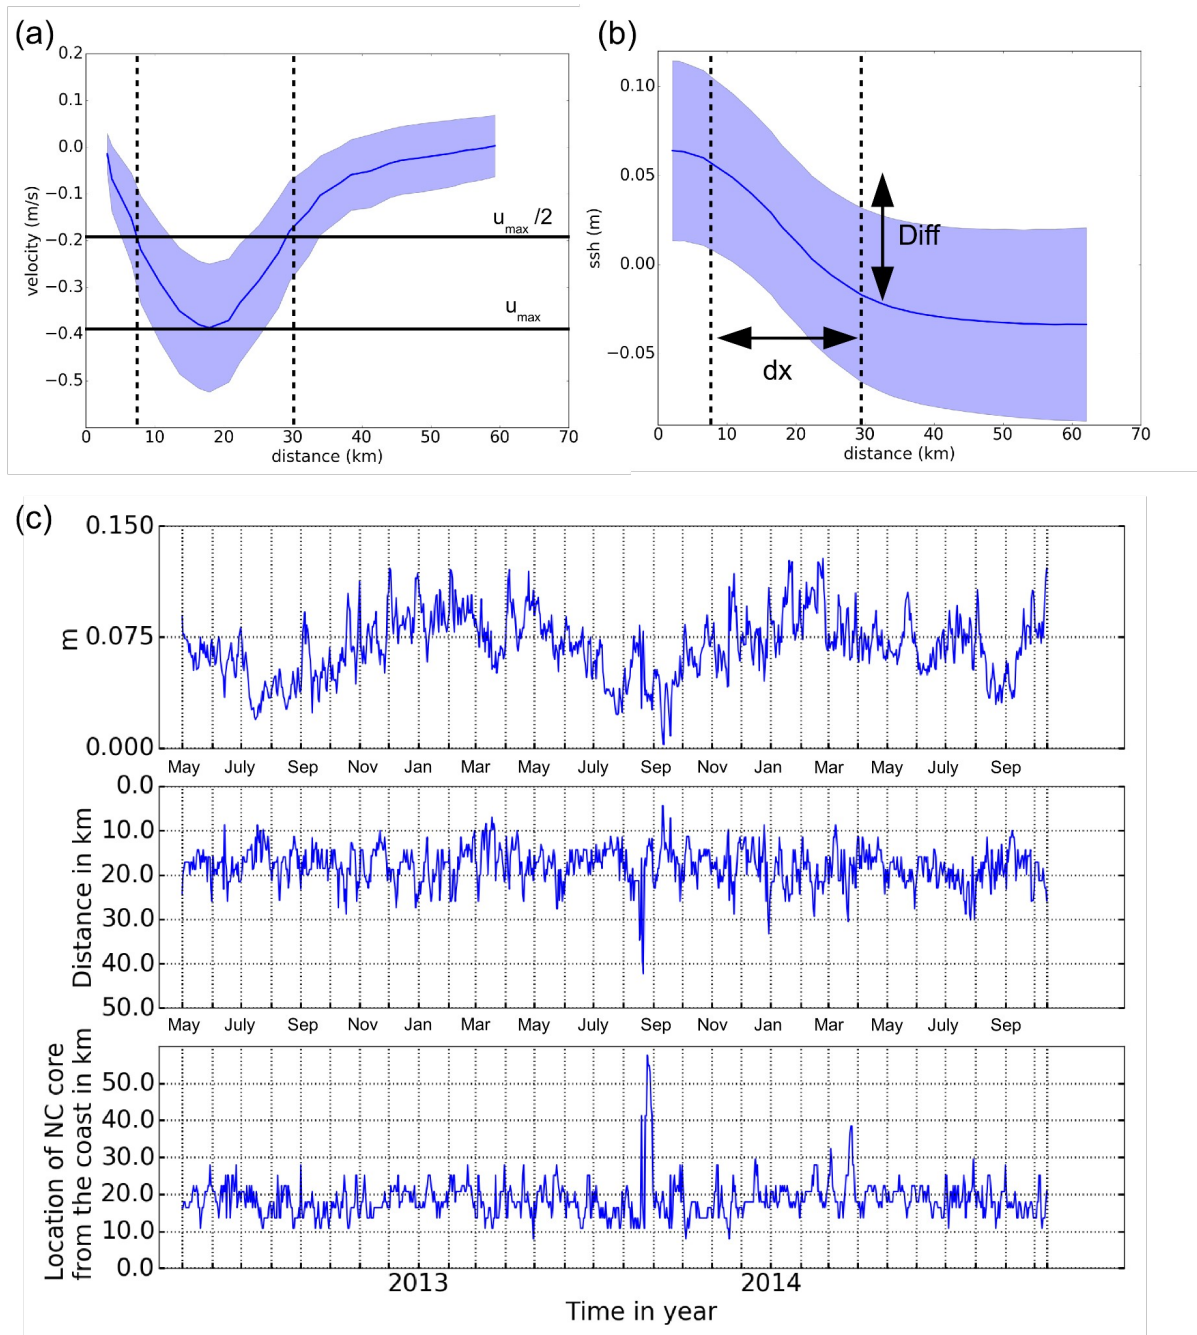 (a)
0.2
0.1
0.0
−0.1
−0.2
−0.3
−0.4
−0.5
velocity (m/s)
umax /2
umax
0 10 20 30 40 50 60 70
distance (km)
(b)
0.10
0.05
0.00
−0.05
ssh (m)
Diff
dx
0 10 20 30 40 50 60 70
distance (km)
(c)
0.150
0.075
0.000
m
May July Sep Nov Jan Mar May July Sep Nov Jan Mar May July Sep
0.0
10.0
20.0
30.0
40.0
50.0
Distance in km
May July Sep Nov Jan Mar May July Sep Nov Jan Mar May July Sep
50.0
40.0
30.0
20.0
10.0
0.0
Location of NC core
from the coast in km
2013 2014
Time in year